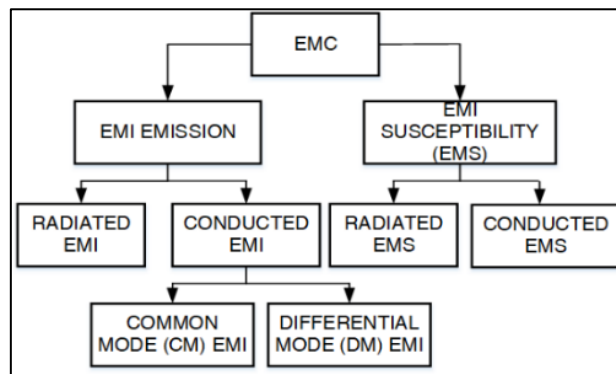 EMC
EMI EMISSION
EMI
SUSCEPTIBILITY
(EMS)
RADIATED
EMI
CONDUCTED
EMI
RADIATED
EMS
CONDUCTED
EMS
COMMON
MODE (CM) EMI
DIFFERENTIAL
MODE (DM) EMI